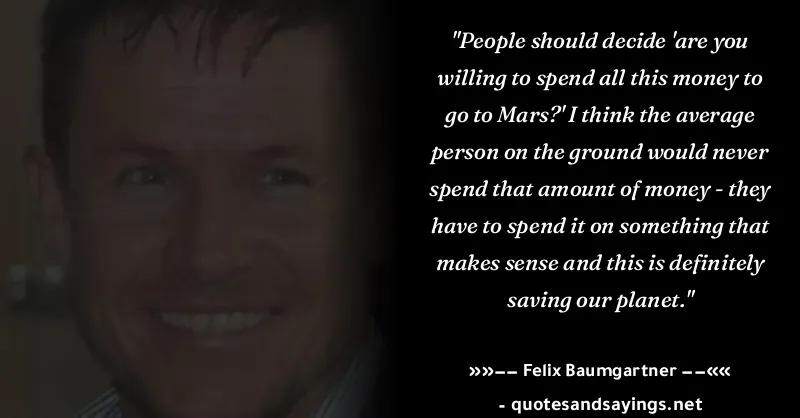 "People should decide 'are you
willing to spend all this money to
go to Mars?' I think the average
person on the ground would never
spend that amount of money - they
have to spend it on something that
makes sense and this is definitely
saving our planet."
»»−− Felix Baumgartner −−««
- quotesandsayings.net